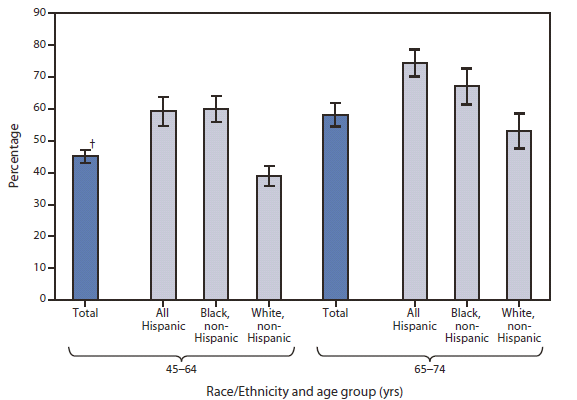 90
80
70
60
50
40
30
20
10
0
Percentage
†
Total
All
Hispanic
Black,
non-
Hispanic
White,
non-
Hispanic
Total
All
Hispanic
Black,
non-
Hispanic
White,
non-
Hispanic
45–64
65–74
Race/Ethnicity and age group (yrs)